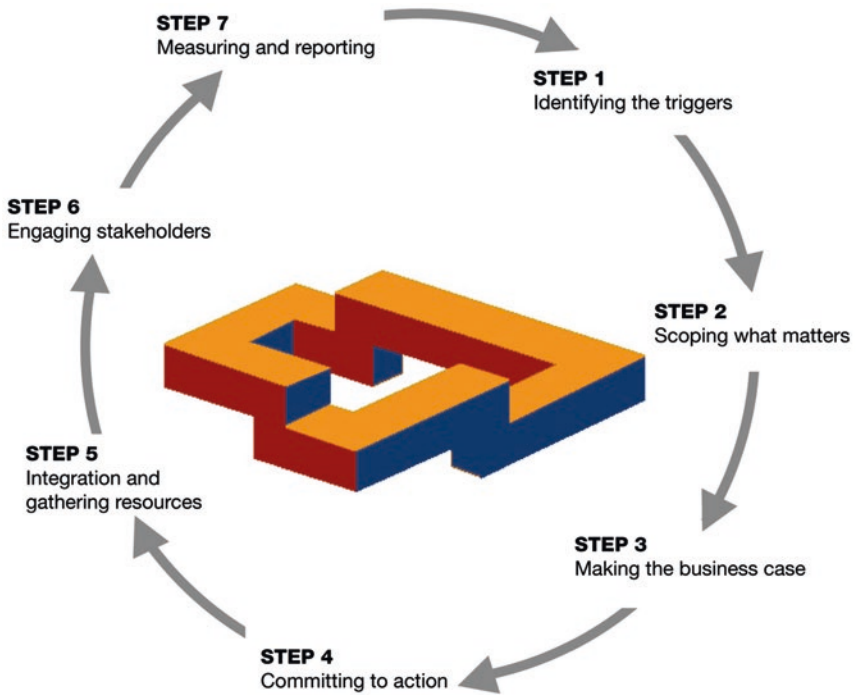 STEP 7
Measuring and reporting
STEP 1
Identifying the triggers
STEP 6
Engaging stakeholders
STEP 2
Scoping what matters
STEP 5
Integration and
gathering resources
STEP 3
Making the business case
STEP 4
Committing to action